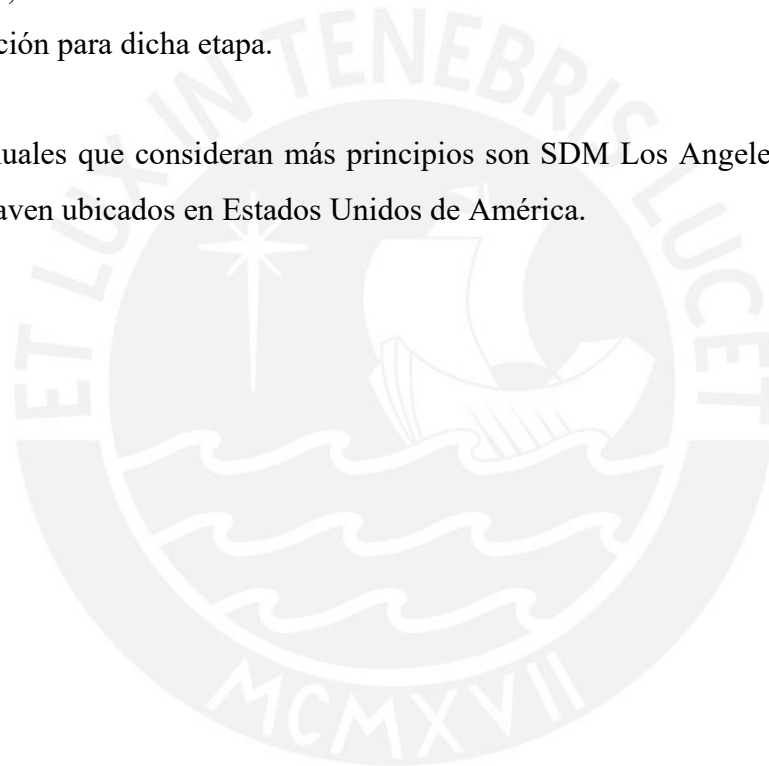 ción para dicha etapa.
uales que consideran más principios son SDM Los Angele
aven ubicados en Estados Unidos de América.
ET LUX IN TENEBRIS LUCET
MCMXVII